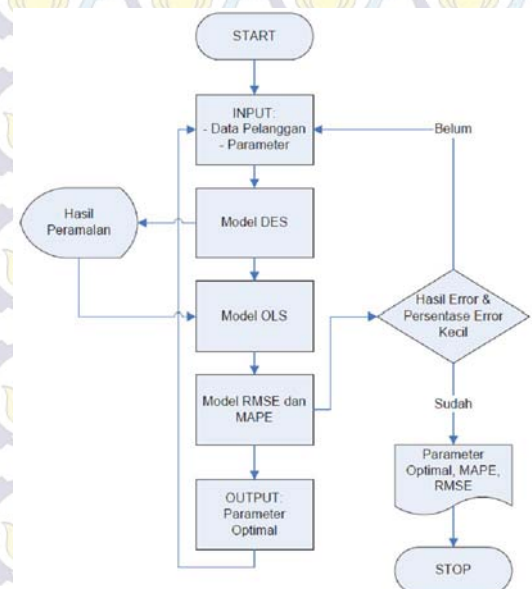 START
INPUT:
- Data Pelanggan
- Parameter
Belum
Hasil
Peramalan
Model DES
Model OLS
Hasil Error &
Persentase Error
Kecil
Model RMSE dan
MAPE
Sudah
Parameter
Optimal, MAPE,
RMSE
OUTPUT:
Parameter
Optimal
STOP